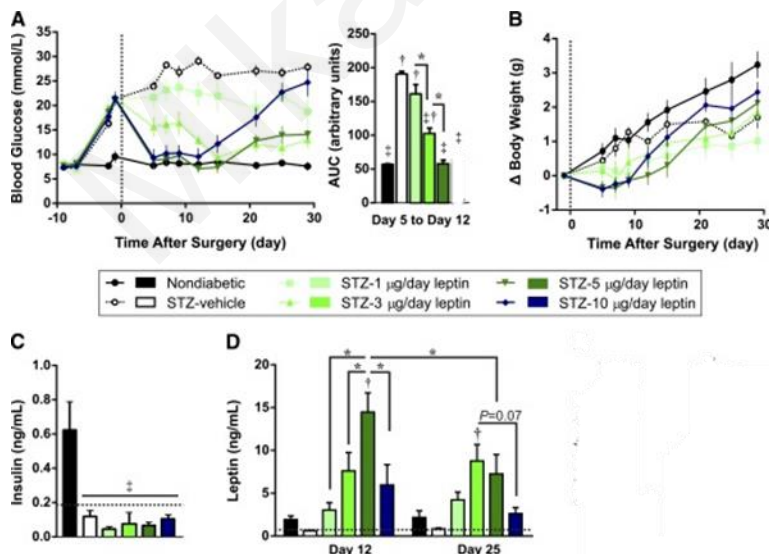 A
Blood Glucose (mmol/L)
35
30
25
20
15
10
5
0
-10
0
10
20
30
Time After Surgery (day)
AUC (arbitrary units)
250
200
150
100
50
0
‡
†
†
*
‡†
*
‡
‡
Day 5 to Day 12
B
Δ Body Weight (g)
4
3
2
1
0
-1
0
10
20
30
Time After Surgery (day)
Nondiabetic
STZ-vehicle
STZ-1 μg/day leptin
STZ-3 μg/day leptin
STZ-5 μg/day leptin
STZ-10 μg/day leptin
C
Insulin (ng/mL)
1.0
0.8
0.6
0.4
0.2
0.0
‡
D
Leptin (ng/mL)
20
15
10
5
0
*
*
*
†
*
†
P=0.07
Day 12
Day 25